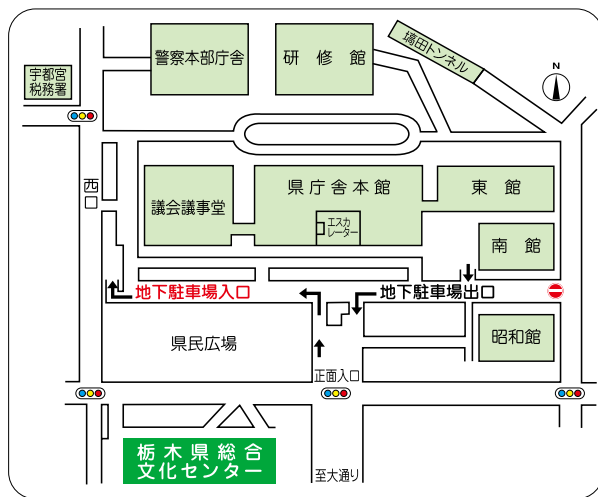 警察本部庁舎
研修館
塙田トンネル
N
宇都宮
税務署
西口
議会議事堂
県庁舎本館
エスカ
レーター
東館
南館
地下駐車場入口
地下駐車場出口
県民広場
昭和館
正面入口
栃木県総合
文化センター
至大通り